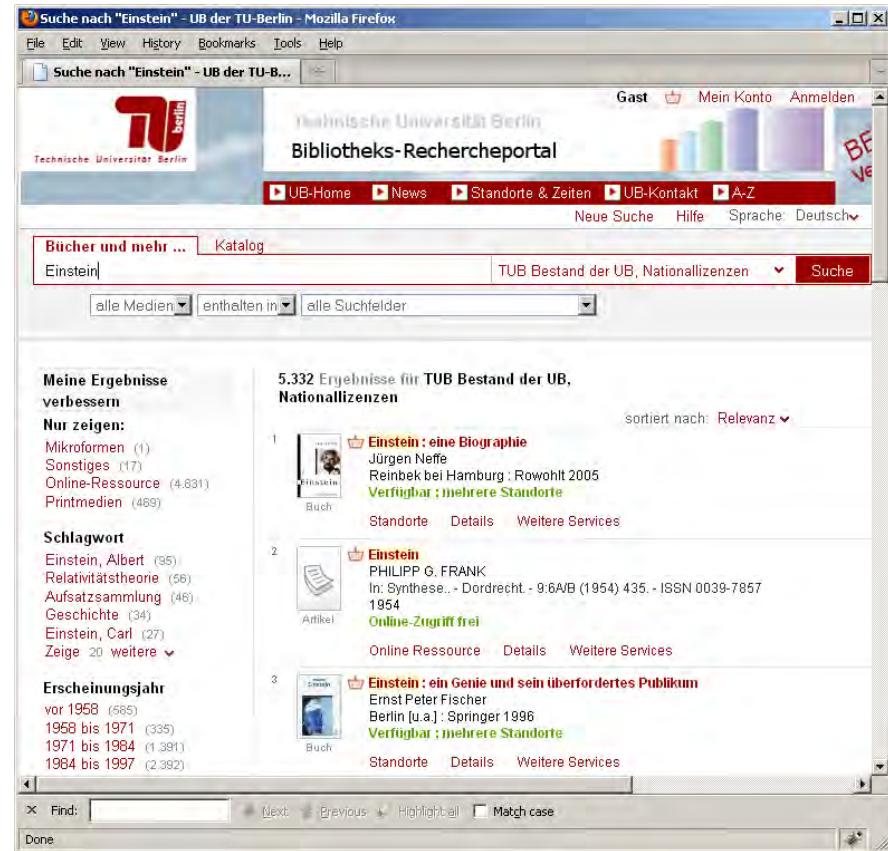 Suche nach "Einstein" - UB der TU-Berlin - Mozilla Firefox
File Edit View History Bookmarks Tools Help
Suche nach "Einstein" - UB der TU-B...
Gast Mein Konto Anmelden
berlin
Technische Universität Berlin
Technische Universität Berlin
Bibliotheks-Rechercheportal
UB-Home News Standorte & Zeiten UB-Kontakt A-Z
Neue Suche Hilfe Sprache: Deutsch
Bücher und mehr ... Katalog
Einstein TUB Bestand der UB, Nationallizenzen Suche
alle Medien enthalten in alle Suchfelder
Meine Ergebnisse
verbessern
Nur zeigen:
Mikroformen (1)
Sonstiges (17)
Online-Ressource (4.831)
Printmedien (469)
Schlagwort
Einstein, Albert (95)
Relativitätstheorie (56)
Aufsatzsammlung (46)
Geschichte (34)
Einstein, Carl (27)
Zeige 20 weitere
Erscheinungsjahr
vor 1958 (585)
1958 bis 1971 (335)
1971 bis 1984 (1.391)
1984 bis 1997 (2.392)
5.332 Ergebnisse für TUB Bestand der UB,
Nationallizenzen
sortiert nach: Relevanz
1 Einstein : eine Biographie
Jürgen Neffe
Reinbek bei Hamburg : Rowohlt 2005
Verfügbar ; mehrere Standorte
Buch
Standorte Details Weitere Services
2 Einstein
PHILIPP G. FRANK
In: Synthese.. - Dordrecht. - 9:6A/B (1954) 435. - ISSN 0039-7857
1954
Artikel
Online-Zugriff frei
Online Ressource Details Weitere Services
3 Einstein : ein Genie und sein überfordertes Publikum
Ernst Peter Fischer
Berlin [u.a.] : Springer 1996
Verfügbar ; mehrere Standorte
Buch
Standorte Details Weitere Services
Find: Next Previous Highlight all Match case
Done